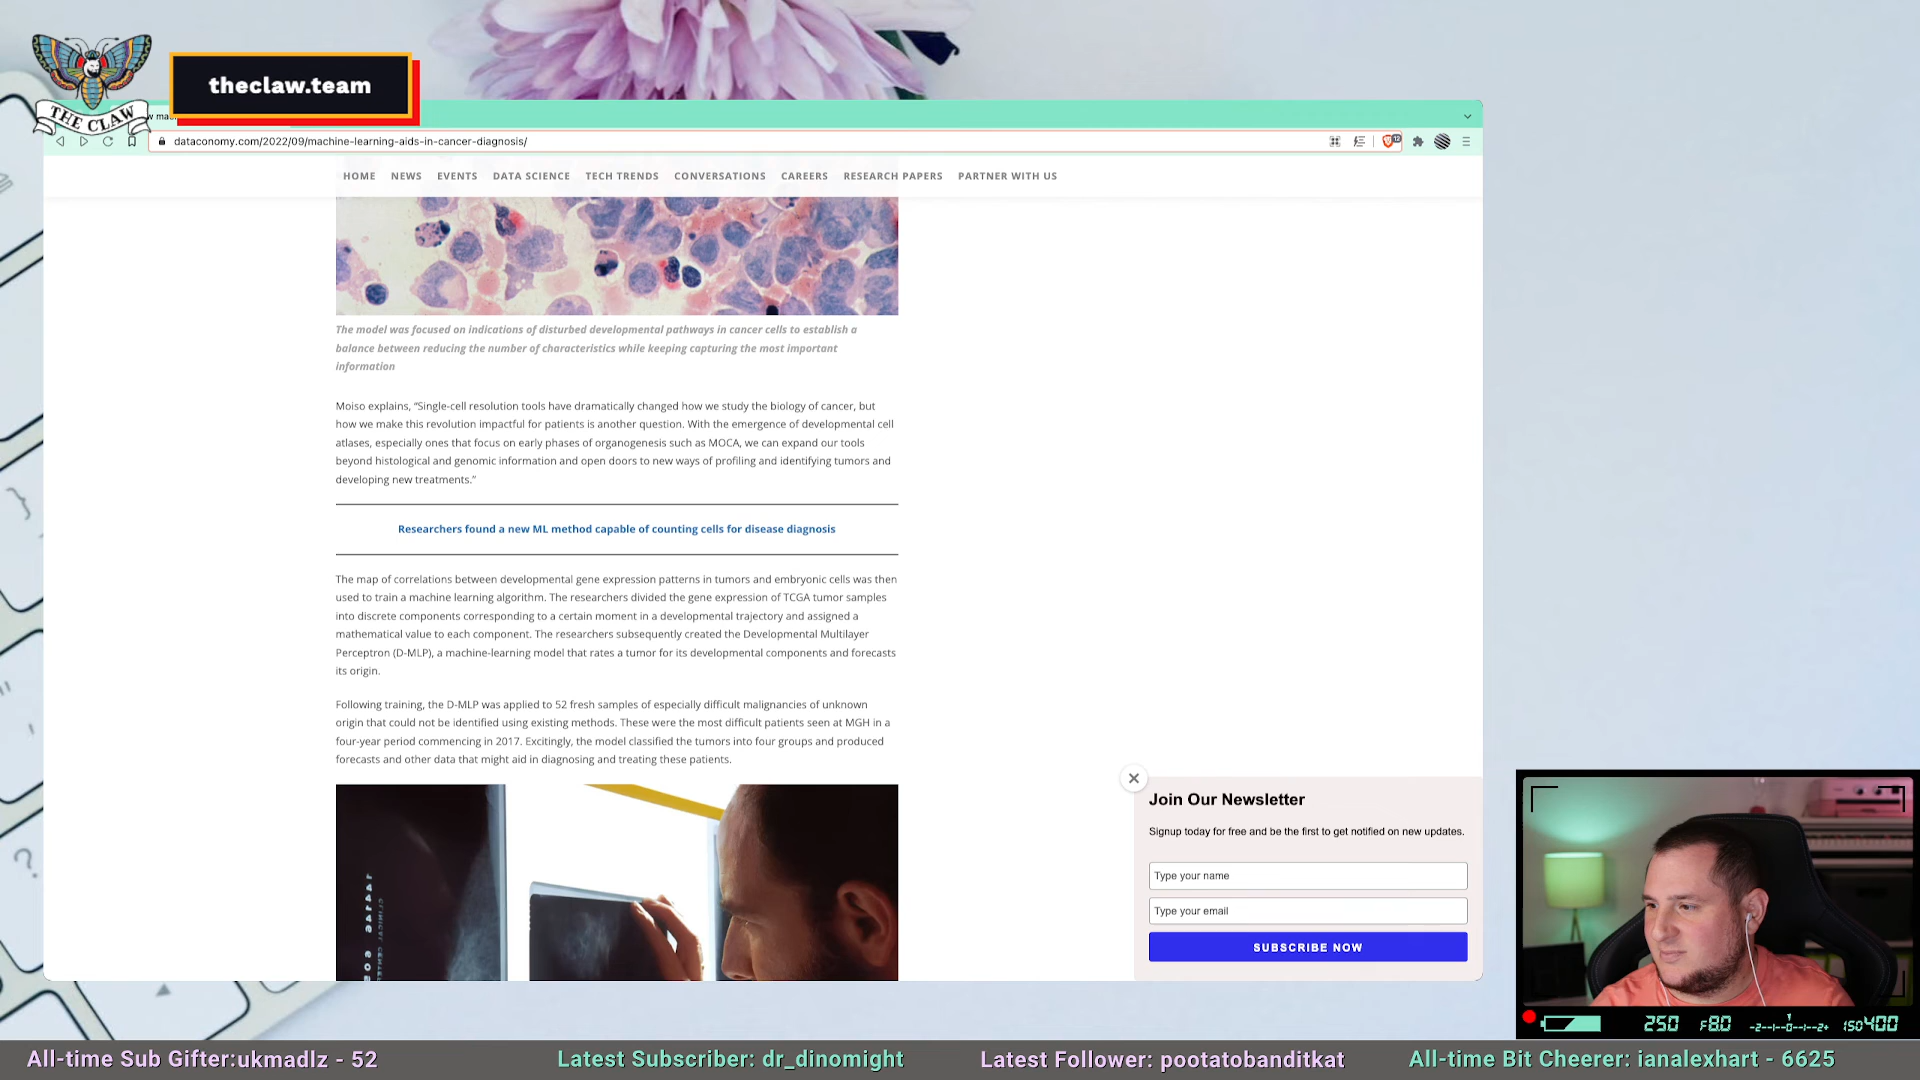 THE CLAW
theclaw.team
dataconomy.com/2022/09/machine-learning-aids-in-cancer-diagnosis/
HOME NEWS EVENTS DATA SCIENCE TECH TRENDS CONVERSATIONS CAREERS RESEARCH PAPERS PARTNER WITH US
The model was focused on indications of disturbed developmental pathways in cancer cells to establish a
balance between reducing the number of characteristics while keeping capturing the most important
information
Moiso explains, “Single-cell resolution tools have dramatically changed how we study the biology of cancer, but
how we make this revolution impactful for patients is another question. With the emergence of developmental cell
atlases, especially ones that focus on early phases of organogenesis such as MOCA, we can expand our tools
beyond histological and genomic information and open doors to new ways of profiling and identifying tumors and
developing new treatments.”
Researchers found a new ML method capable of counting cells for disease diagnosis
The map of correlations between developmental gene expression patterns in tumors and embryonic cells was then
used to train a machine learning algorithm. The researchers divided the gene expression of TCGA tumor samples
into discrete components corresponding to a certain moment in a developmental trajectory and assigned a
mathematical value to each component. The researchers subsequently created the Developmental Multilayer
Perceptron (D-MLP), a machine-learning model that rates a tumor for its developmental components and forecasts
its origin.
Following training, the D-MLP was applied to 52 fresh samples of especially difficult malignancies of unknown
origin that could not be identified using existing methods. These were the most difficult patients seen at MGH in a
four-year period commencing in 2017. Excitingly, the model classified the tumors into four groups and produced
forecasts and other data that might aid in diagnosing and treating these patients.
Join Our Newsletter
Signup today for free and be the first to get notified on new updates.
Type your name
Type your email
SUBSCRIBE NOW
250 F8.0 -2--1--0--1--2+ ISO400
All-time Sub Gifter:ukmadlz - 52
Latest Subscriber: dr_dinomight
Latest Follower: pootatobanditkat
All-time Bit Cheerer: ianalexhart - 6625